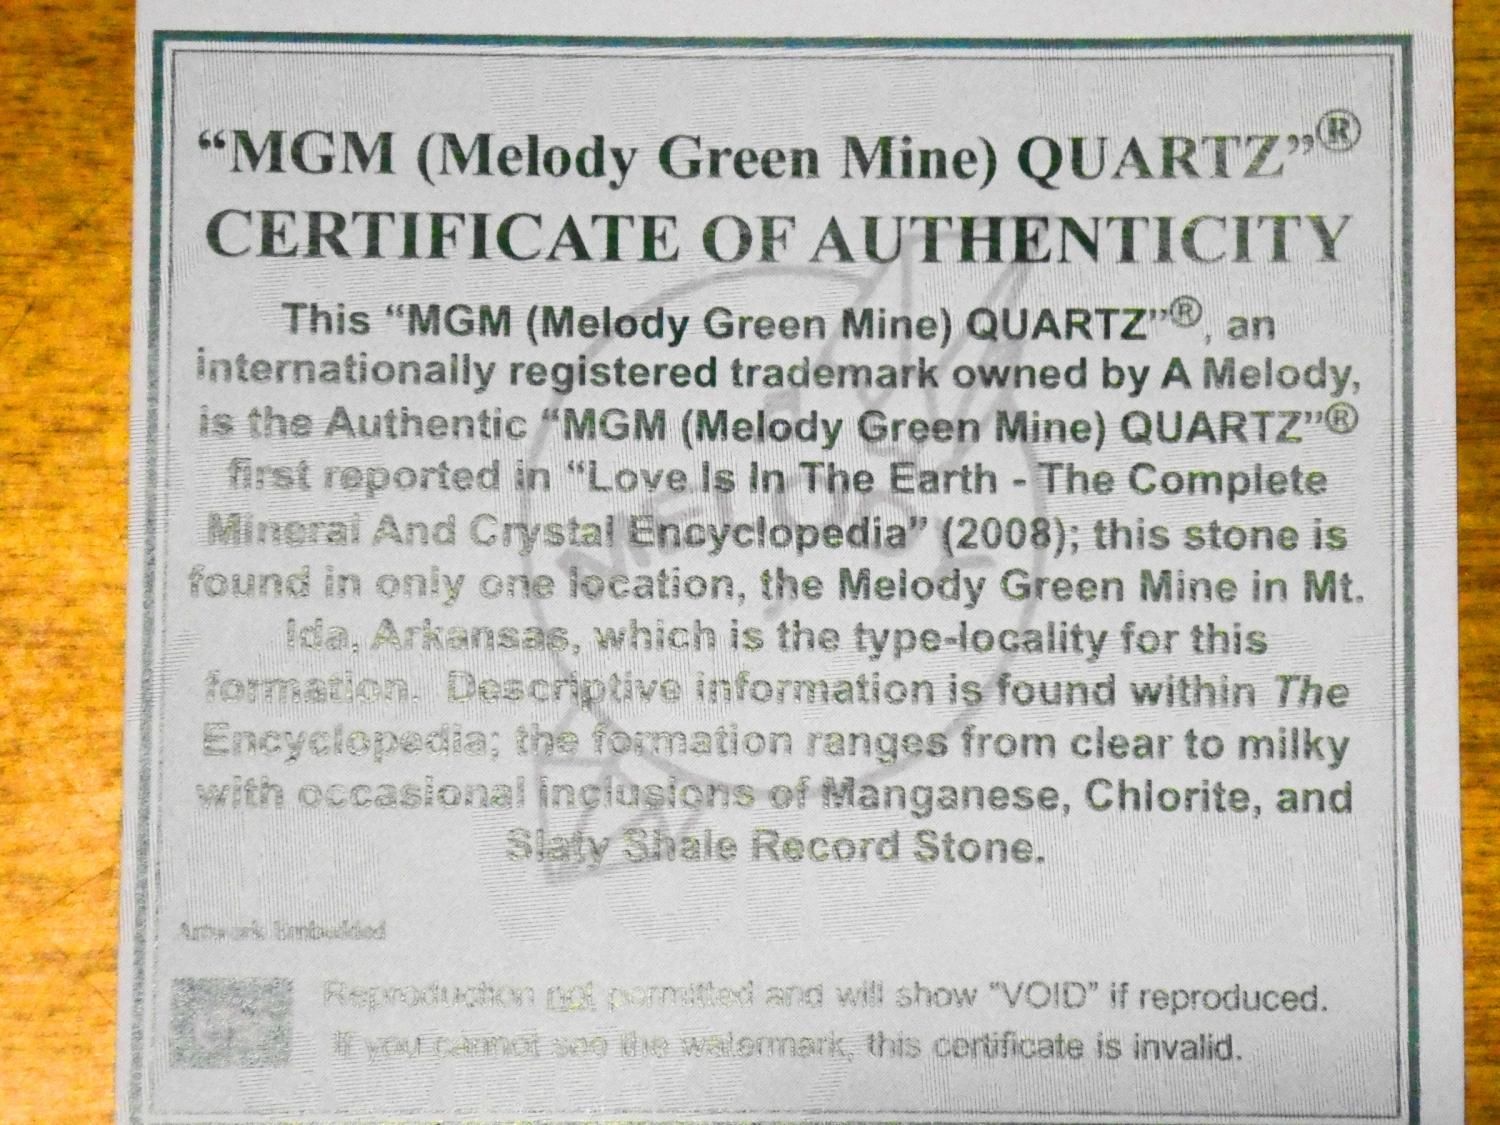 “MGM (Melody Green Mine) QUARTZ”®
CERTIFICATE OF AUTHENTICITY
This “MGM (Melody Green Mine) QUARTZ”®, an
internationally registered trademark owned by A Melody,
is the Authentic “MGM (Melody Green Mine) QUARTZ”®
first reported in “Love Is In The Earth - The Complete
Mineral And Crystal Encyclopedia” (2008); this stone is
found in only one location, the Melody Green Mine in Mt.
Ida, Arkansas, which is the type-locality for this
formation. Descriptive information is found within The
Encyclopedia; the formation ranges from clear to milky
with occasional inclusions of Manganese, Chlorite, and
Slaty Shale Record Stone.
Artwork Embedded
Reproduction not permitted and will show “VOID” if reproduced.
If you cannot see the watermark, this certificate is invalid.